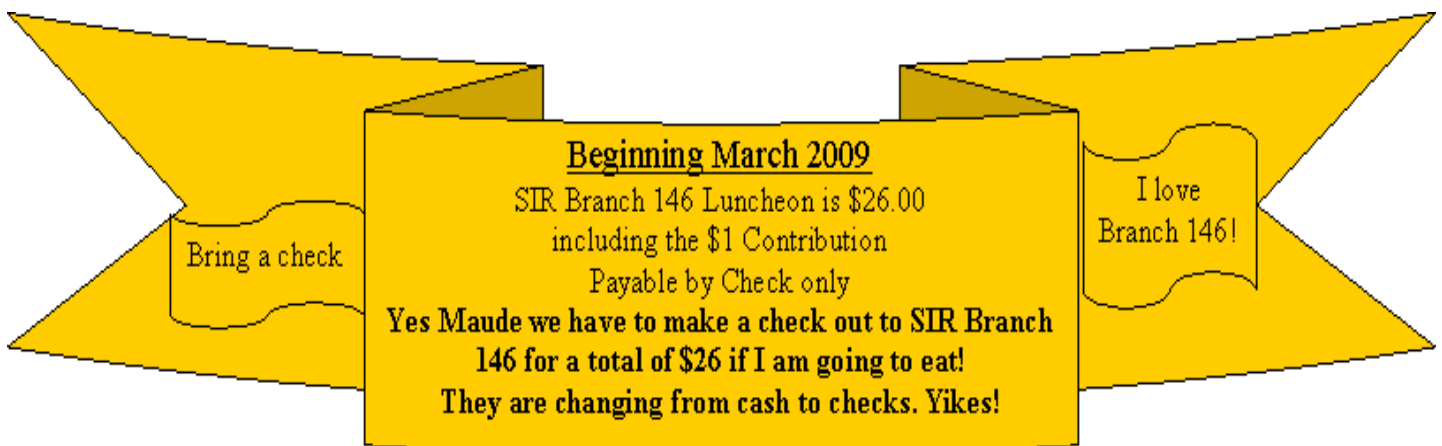 Beginning March 2009
SIR Branch 146 Luncheon is $26.00
including the $1 Contribution
Payable by Check only
Yes Maude we have to make a check out to SIR Branch
146 for a total of $26 if I am going to eat!
They are changing from cash to checks. Yikes!
Bring a check
I love
Branch 146!